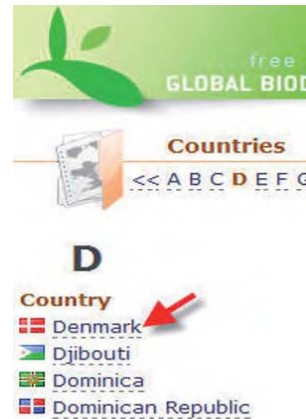 free
GLOBAL BIOD
Countries
<< A B C D E F G
D
Country
Denmark
Djibouti
Dominica
Dominican Republic